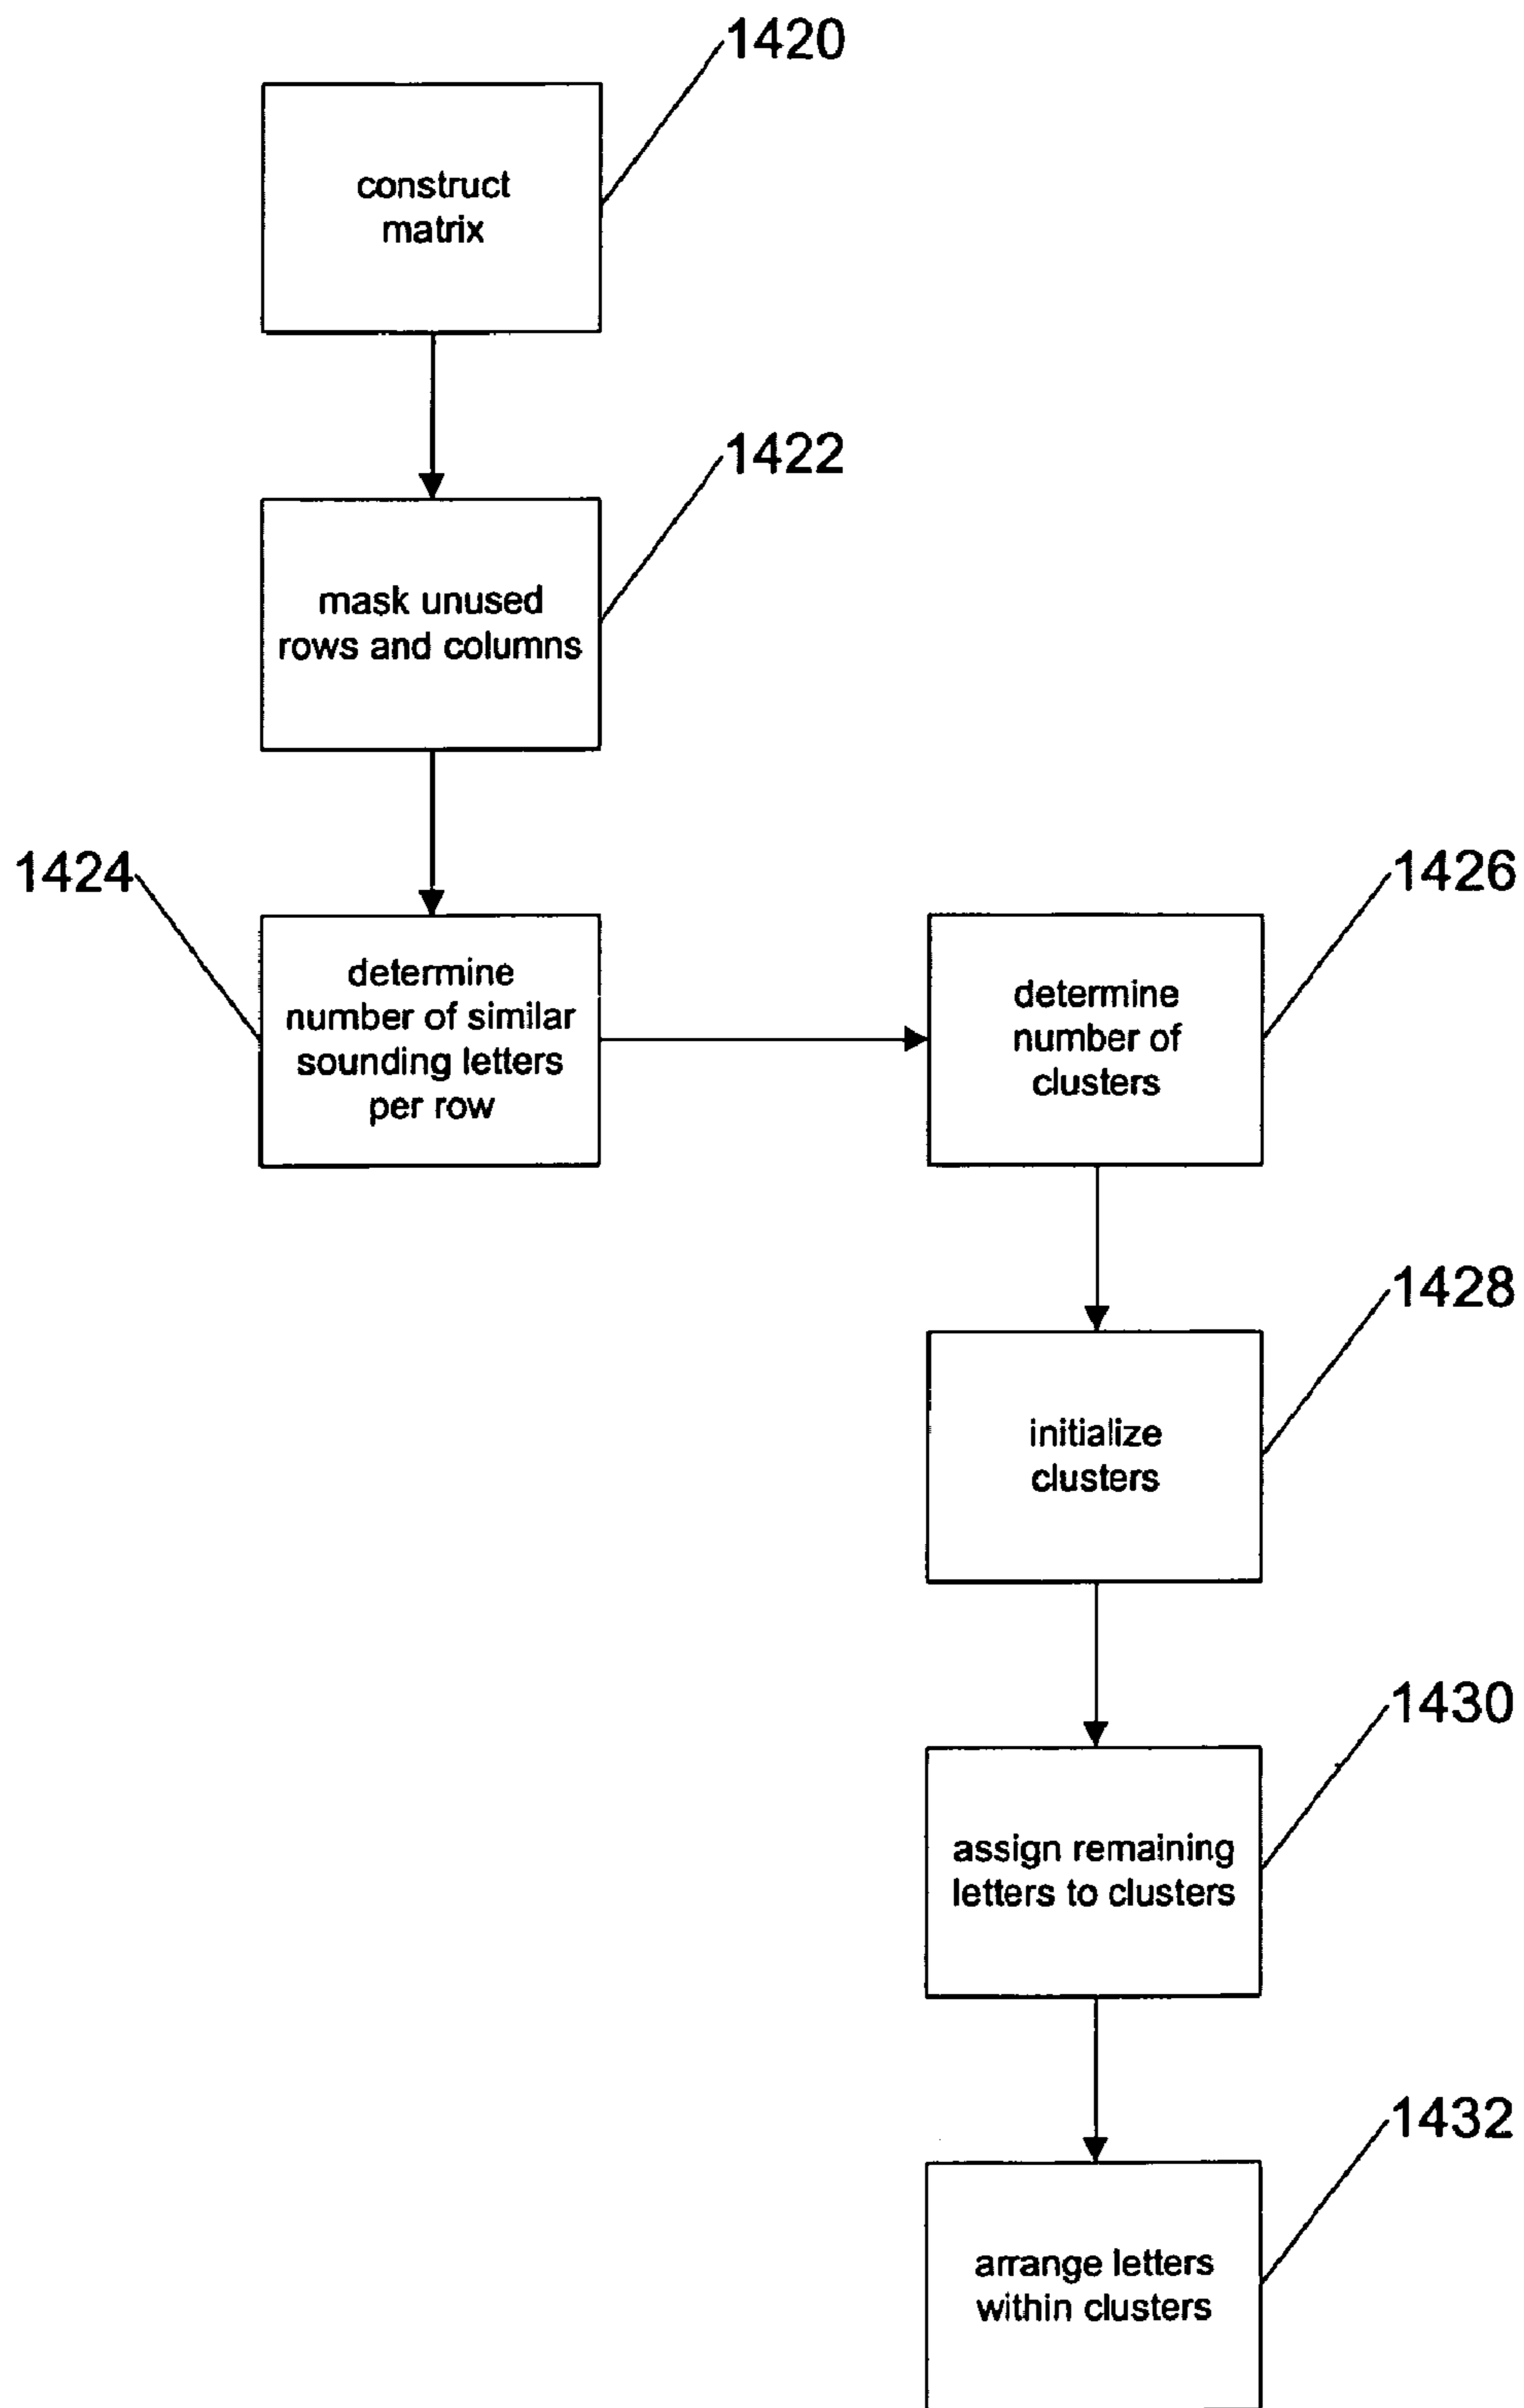 1420
construct
matrix
1422
mask unused
rows and columns
1424
determine
number of similar
sounding letters
per row
1426
determine
number of
clusters
1428
initialize
clusters
1430
assign remaining
letters to clusters
1432
arrange letters
within clusters